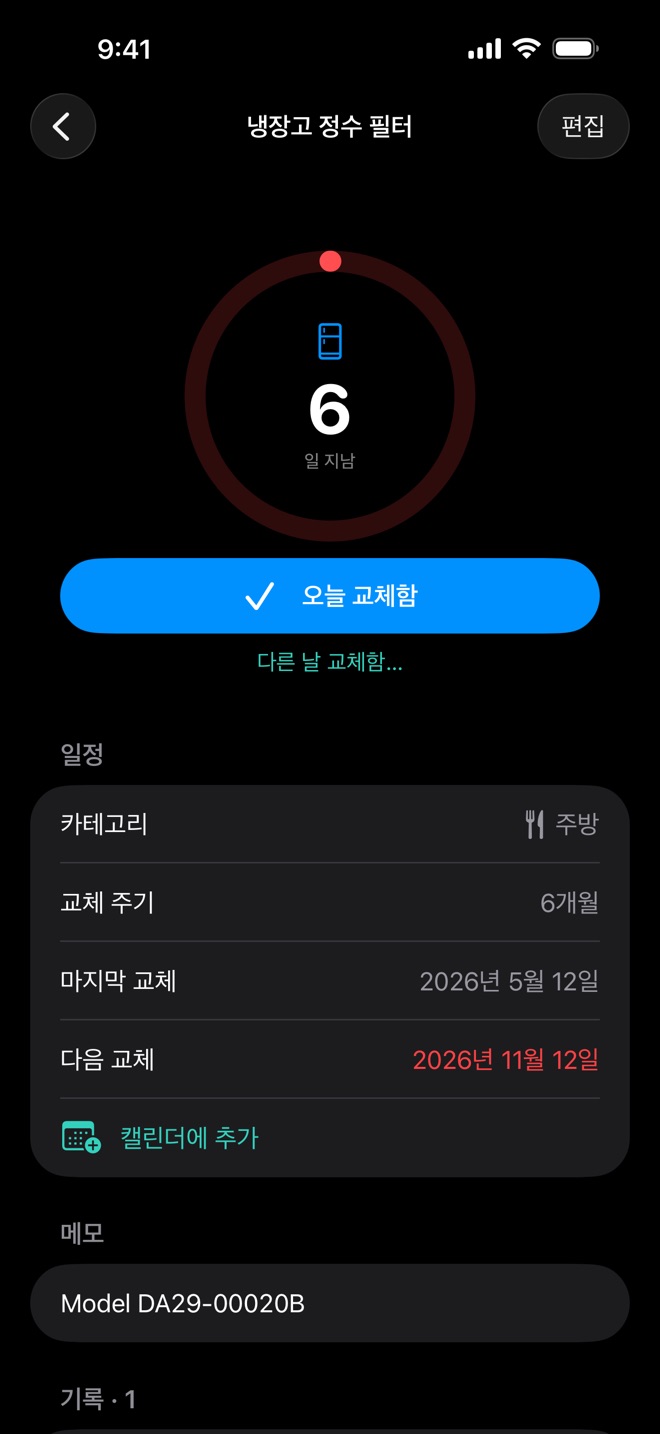 9:41
냉장고 정수 필터
편집
6
일 지남
오늘 교체함
다른 날 교체함...
일정
카테고리
주방
교체 주기
6개월
마지막 교체
2026년 5월 12일
다음 교체
2026년 11월 12일
캘린더에 추가
메모
Model DA29-00020B
기록 · 1